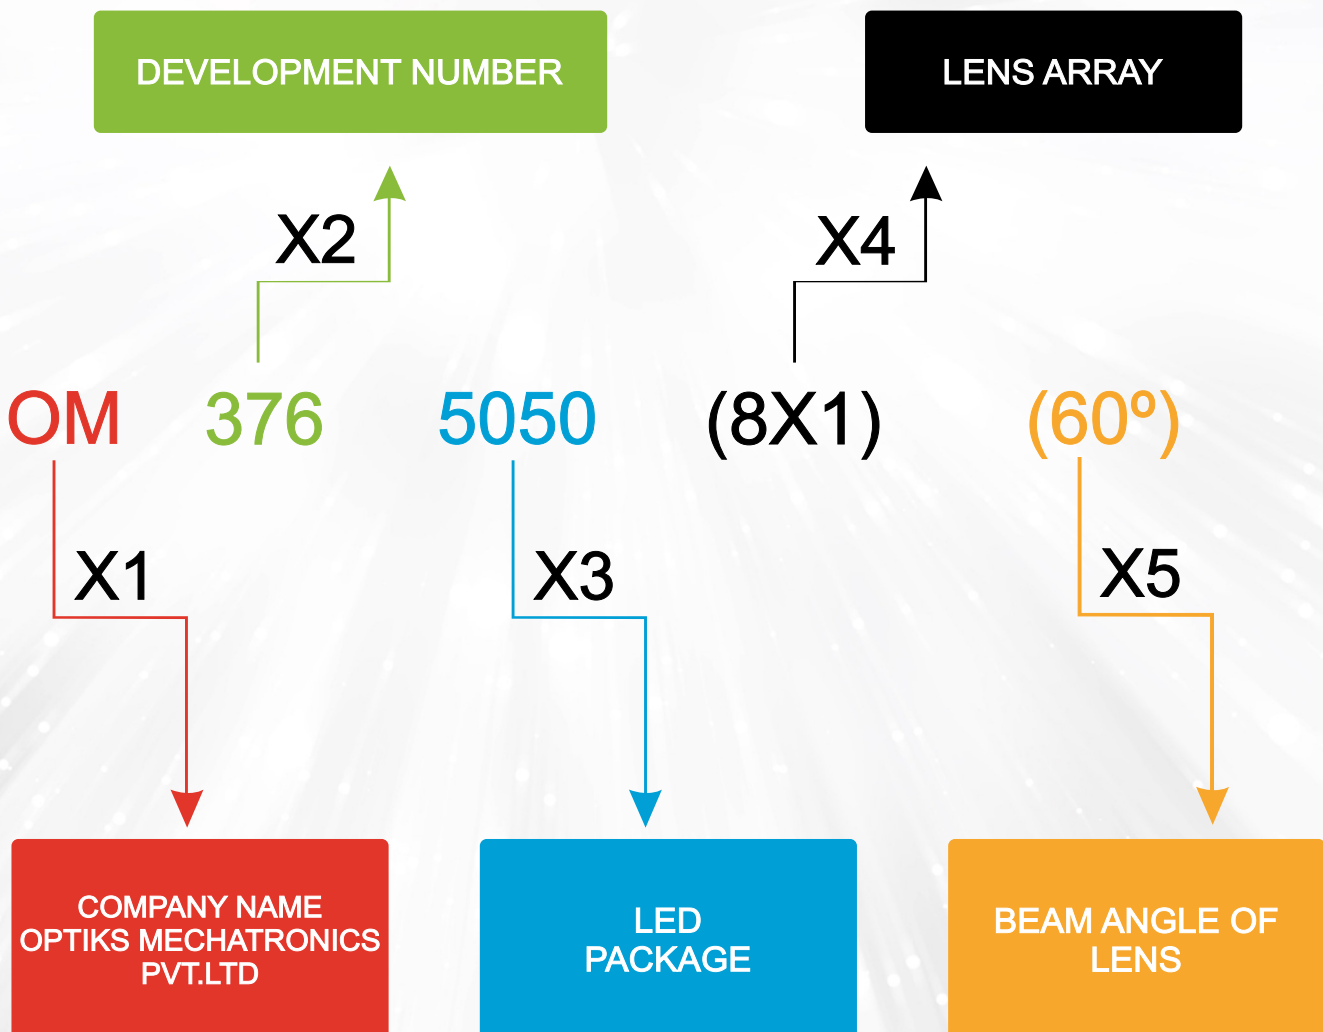 DEVELOPMENT NUMBER
LENS ARRAY
X2
X4
OM 376 5050 (8X1) (60º)
X1
X3
X5
COMPANY NAME
OPTIKS MECHATRONICS
PVT.LTD
LED
PACKAGE
BEAM ANGLE OF
LENS